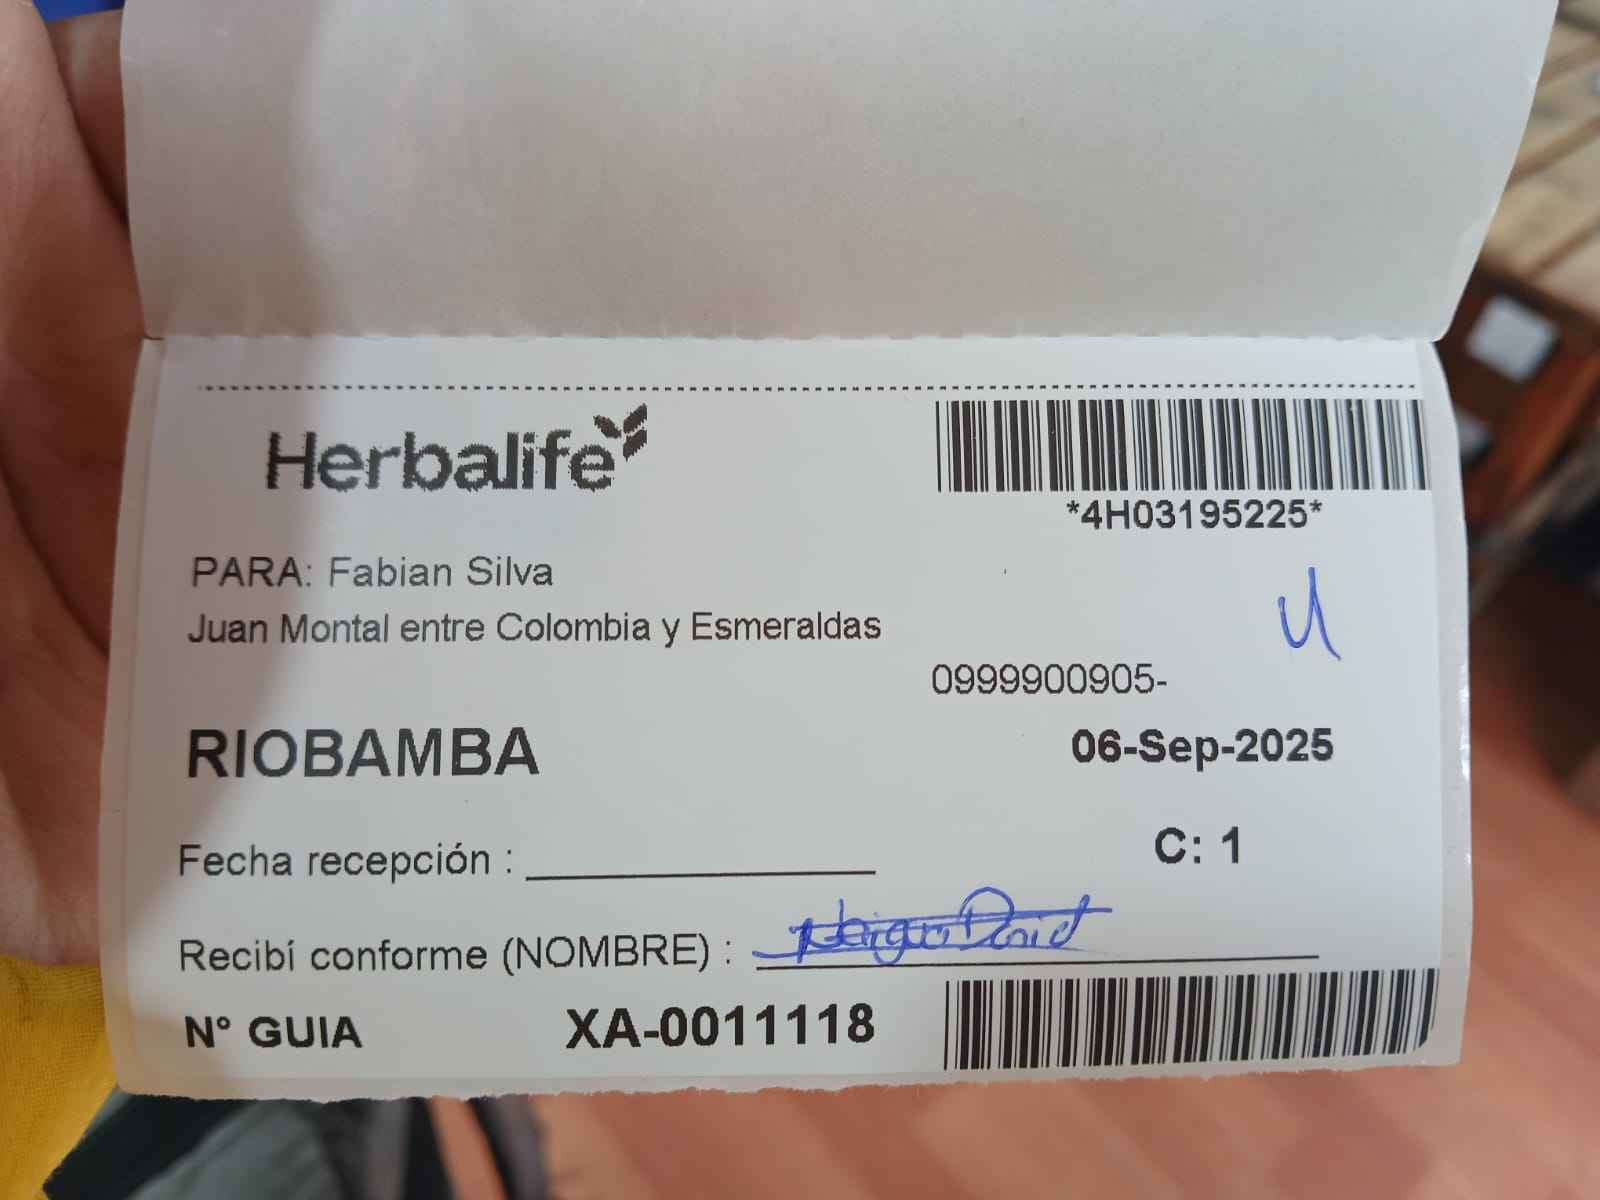 Herbalife
*4H03195225*
PARA: Fabian Silva
Juan Montal entre Colombia y Esmeraldas
0999900905-
RIOBAMBA
06-Sep-2025
Fecha recepción :
C: 1
Recibí conforme (NOMBRE) :
N° GUIA XA-0011118